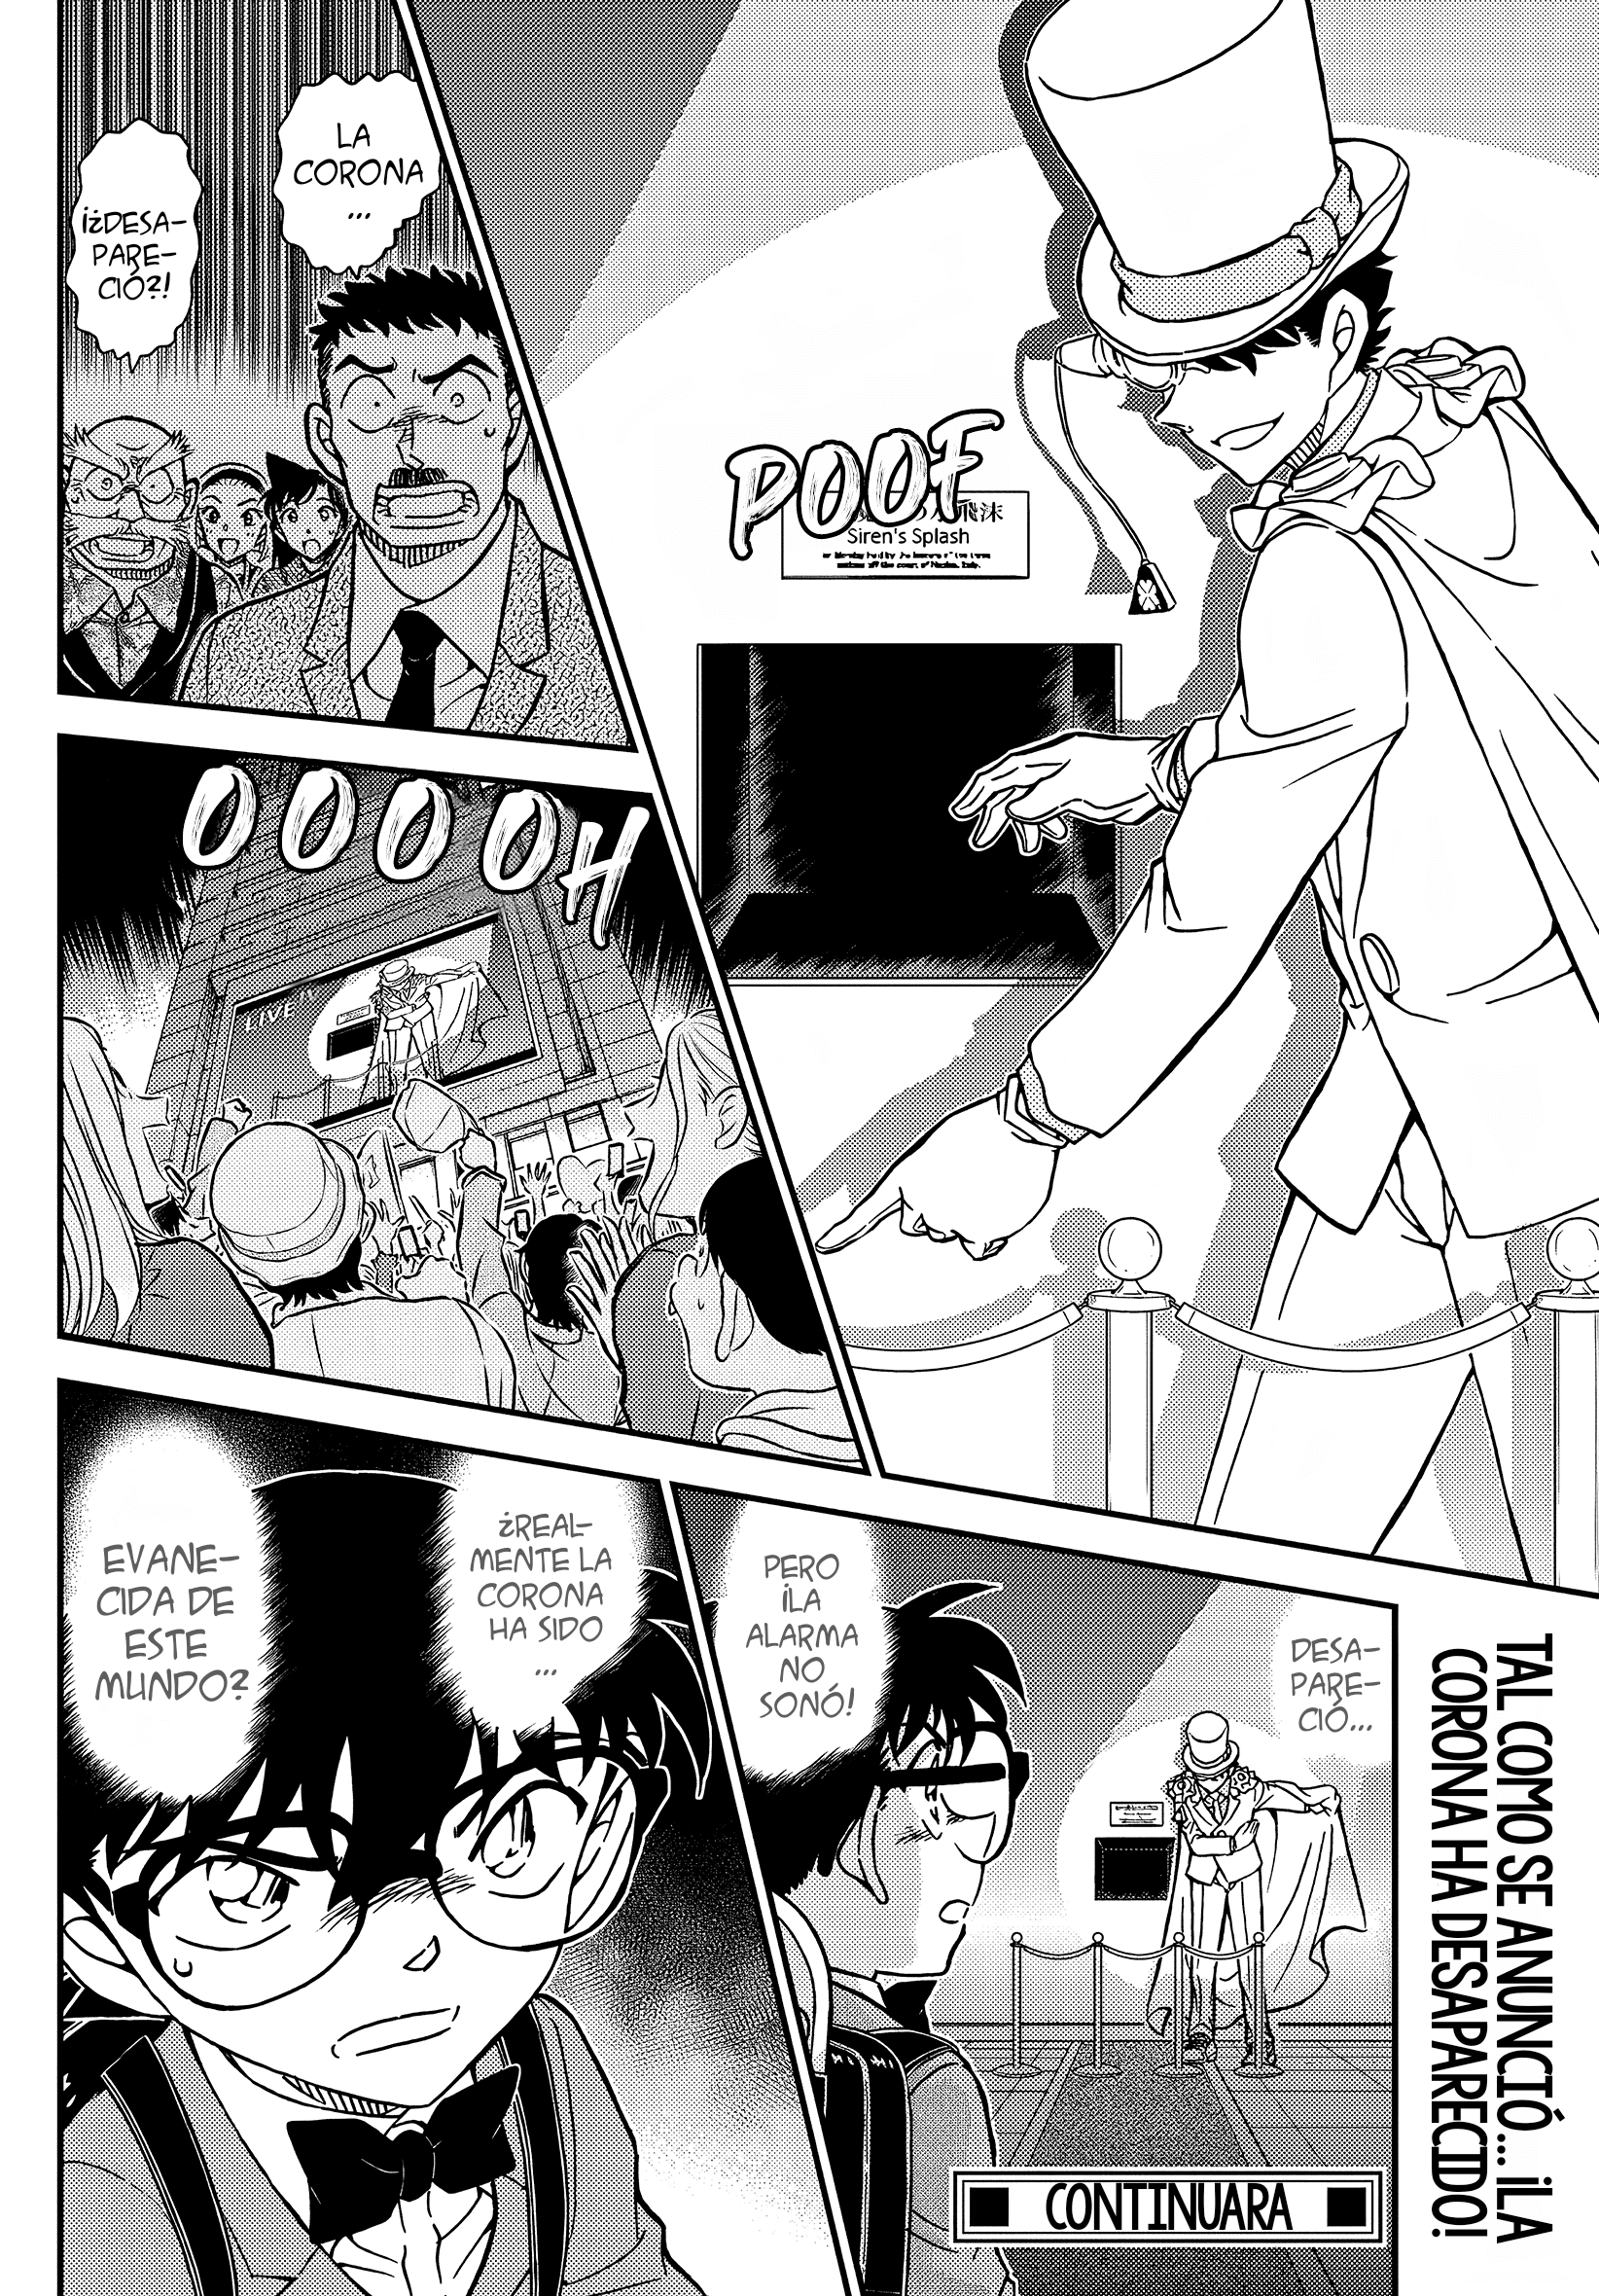 POOF
飛沫
Siren's Splash
LA
CORONA
...
¡¿DESA-
PARE-
CIÓ?!
OOOOH
LIVE
DESA-
PARE-
CIÓ...
PERO
¡LA
ALARMA
NO
SONÓ!
¿REAL-
MENTE LA
CORONA
HA SIDO
...
EVANE-
CIDA DE
ESTE
MUNDO?
TAL COMO SE ANUNCIÓ... ¡LA
CORONA HA DESAPARECIDO!
CONTINUARA